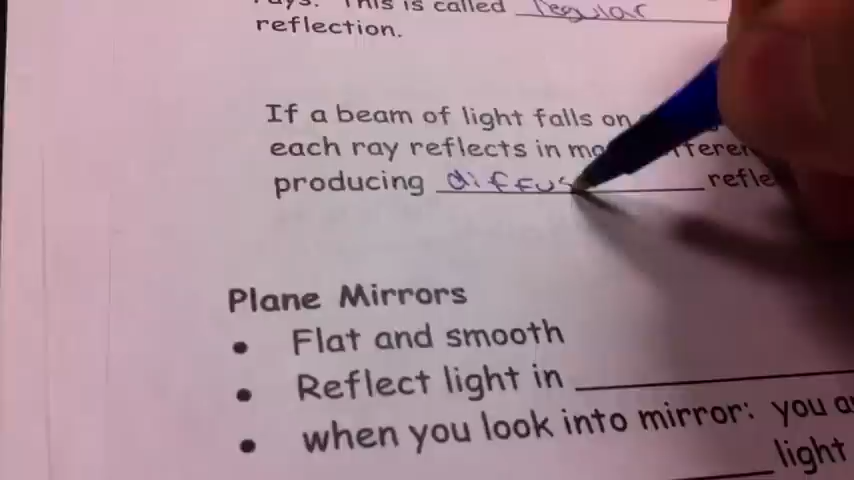 This is called regular
reflection.
If a beam of light falls on
each ray reflects in
producing diffus refle
Plane Mirrors
• Flat and smooth
• Reflect light in
• when you look into mirror: you a
light